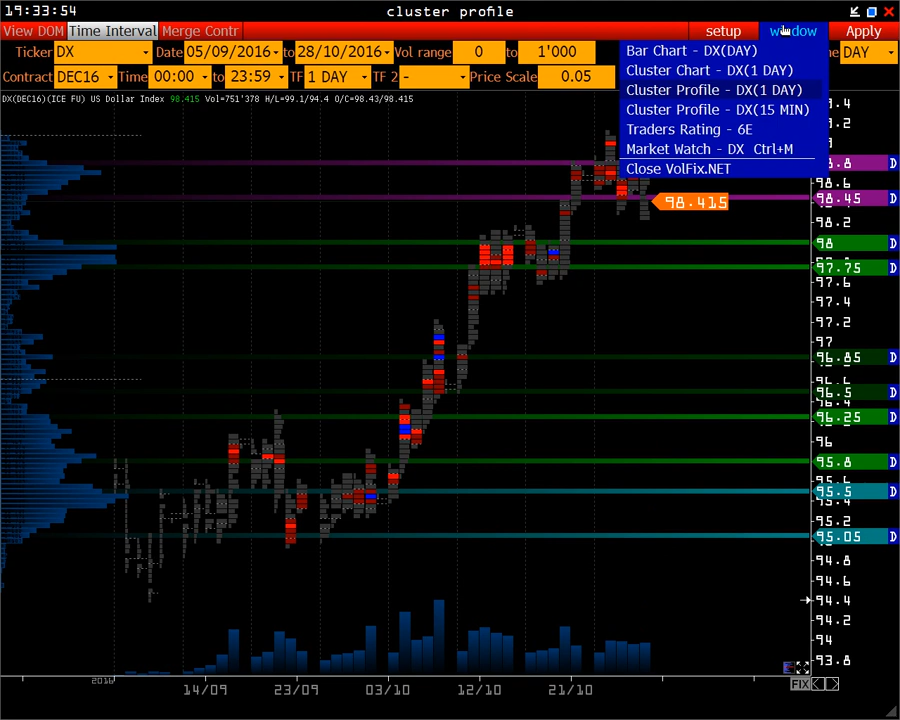 19:33:54 cluster profile
View DOM Time Interval Merge Contr setup window Apply
Ticker DX Date 05/09/2016 to 28/10/2016 Vol range 0 to 1'000 DAY
Contract DEC16 Time 00:00 to 23:59 TF 1 DAY TF 2 - Price Scale 0.05
Bar Chart - DX(DAY)
Cluster Chart - DX(1 DAY)
Cluster Profile - DX(1 DAY)
Cluster Profile - DX(15 MIN)
Traders Rating - 6E
Market Watch - DX Ctrl+M
Close VolFix.NET
DX(DEC16)(ICE FU) US Dollar Index 98.415 Vol=751'378 H/L=99.1/94.4 O/C=98.43/98.415
D
98.6
98.45 D
98.415
98.2
98 D
97.75 D
97.6
97.4
97.2
97
96.85 D
96.5 D
96.4
96.25 D
96
95.8 D
95.5 D
95.4
95.2
95.05 D
94.8
94.6
94.4
94.2
94
93.8
2016
14/09 23/09 03/10 12/10 21/10
FIX